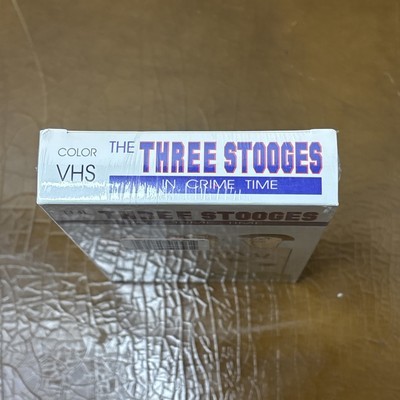 COLOR
VHS
THE THREE STOOGES
IN CRIME TIME
THREE STOOGES